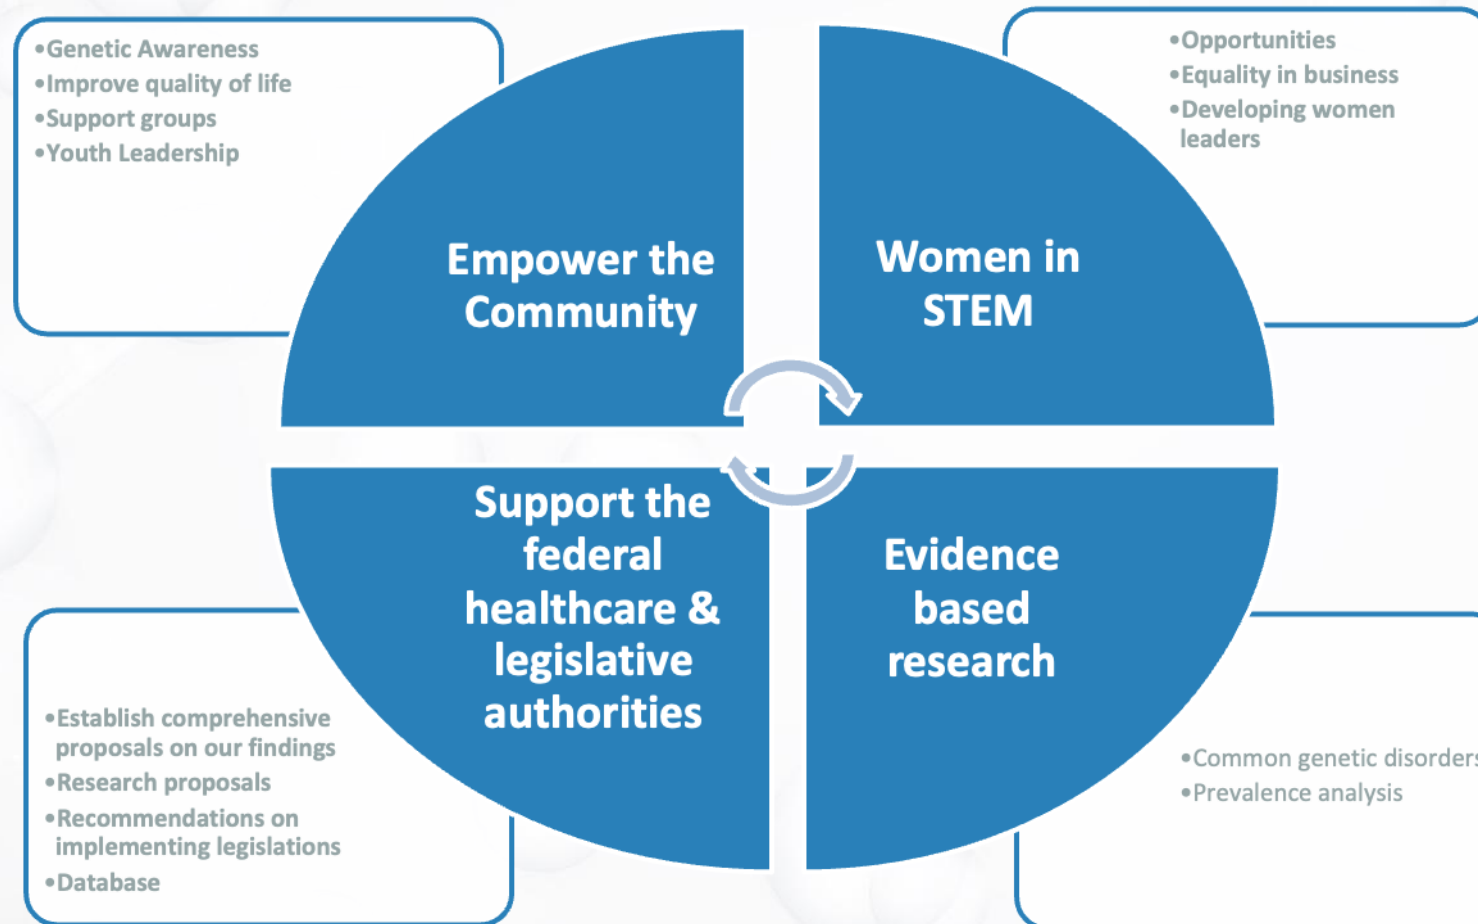 •Genetic Awareness
•Improve quality of life
•Support groups
•Youth Leadership
Empower the
Community
Women in
STEM
•Opportunities
•Equality in business
•Developing women
leaders
•Establish comprehensive
proposals on our findings
•Research proposals
•Recommendations on
implementing legislations
•Database
Support the
federal
healthcare &
legislative
authorities
Evidence
based
research
•Common genetic disorders
•Prevalence analysis